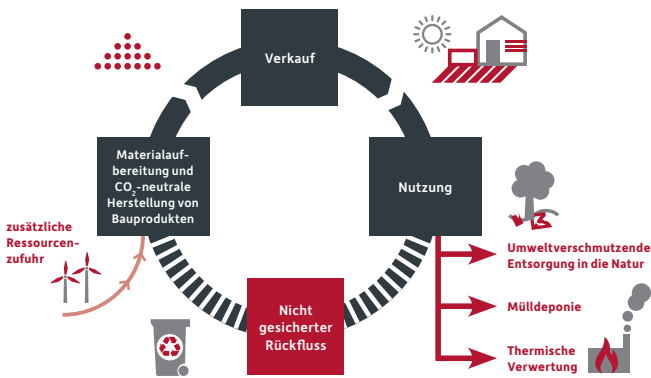 Verkauf
Materialauf-
bereitung und
CO₂-neutrale
Herstellung von
Bauprodukten
Nutzung
zusätzliche
Ressourcen-
zufuhr
Umweltverschmutzende
Entsorgung in die Natur
Mülldeponie
Nicht
gesicherter
Rückfluss
Thermische
Verwertung